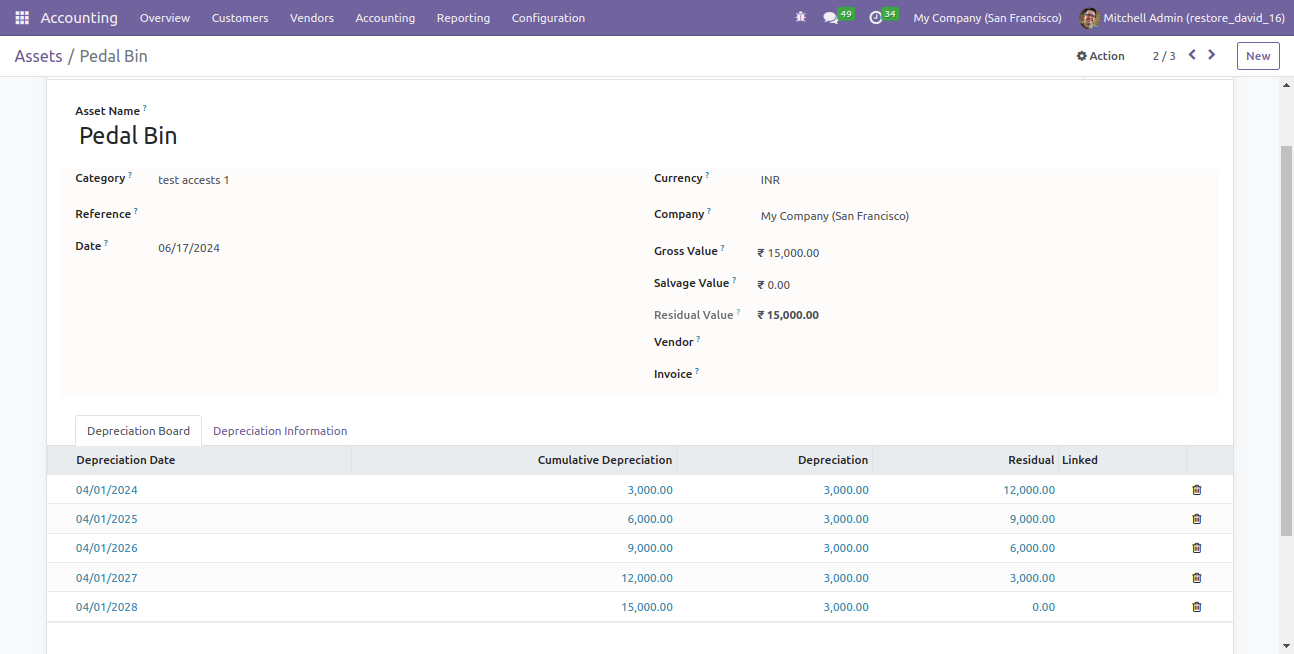 Accounting Overview Customers Vendors Accounting Reporting Configuration 49 34 My Company (San Francisco) Mitchell Admin (restore_david_16)
Assets / Pedal Bin Action 2 / 3 New
Asset Name ?
Pedal Bin
Category ? test accests 1 Currency ? INR
Reference ? Company ? My Company (San Francisco)
Date ? 06/17/2024 Gross Value ? ₹ 15,000.00
Salvage Value ? ₹ 0.00
Residual Value ? ₹ 15,000.00
Vendor ?
Invoice ?
Depreciation Board Depreciation Information
Depreciation Date Cumulative Depreciation Depreciation Residual Linked
04/01/2024 3,000.00 3,000.00 12,000.00
04/01/2025 6,000.00 3,000.00 9,000.00
04/01/2026 9,000.00 3,000.00 6,000.00
04/01/2027 12,000.00 3,000.00 3,000.00
04/01/2028 15,000.00 3,000.00 0.00